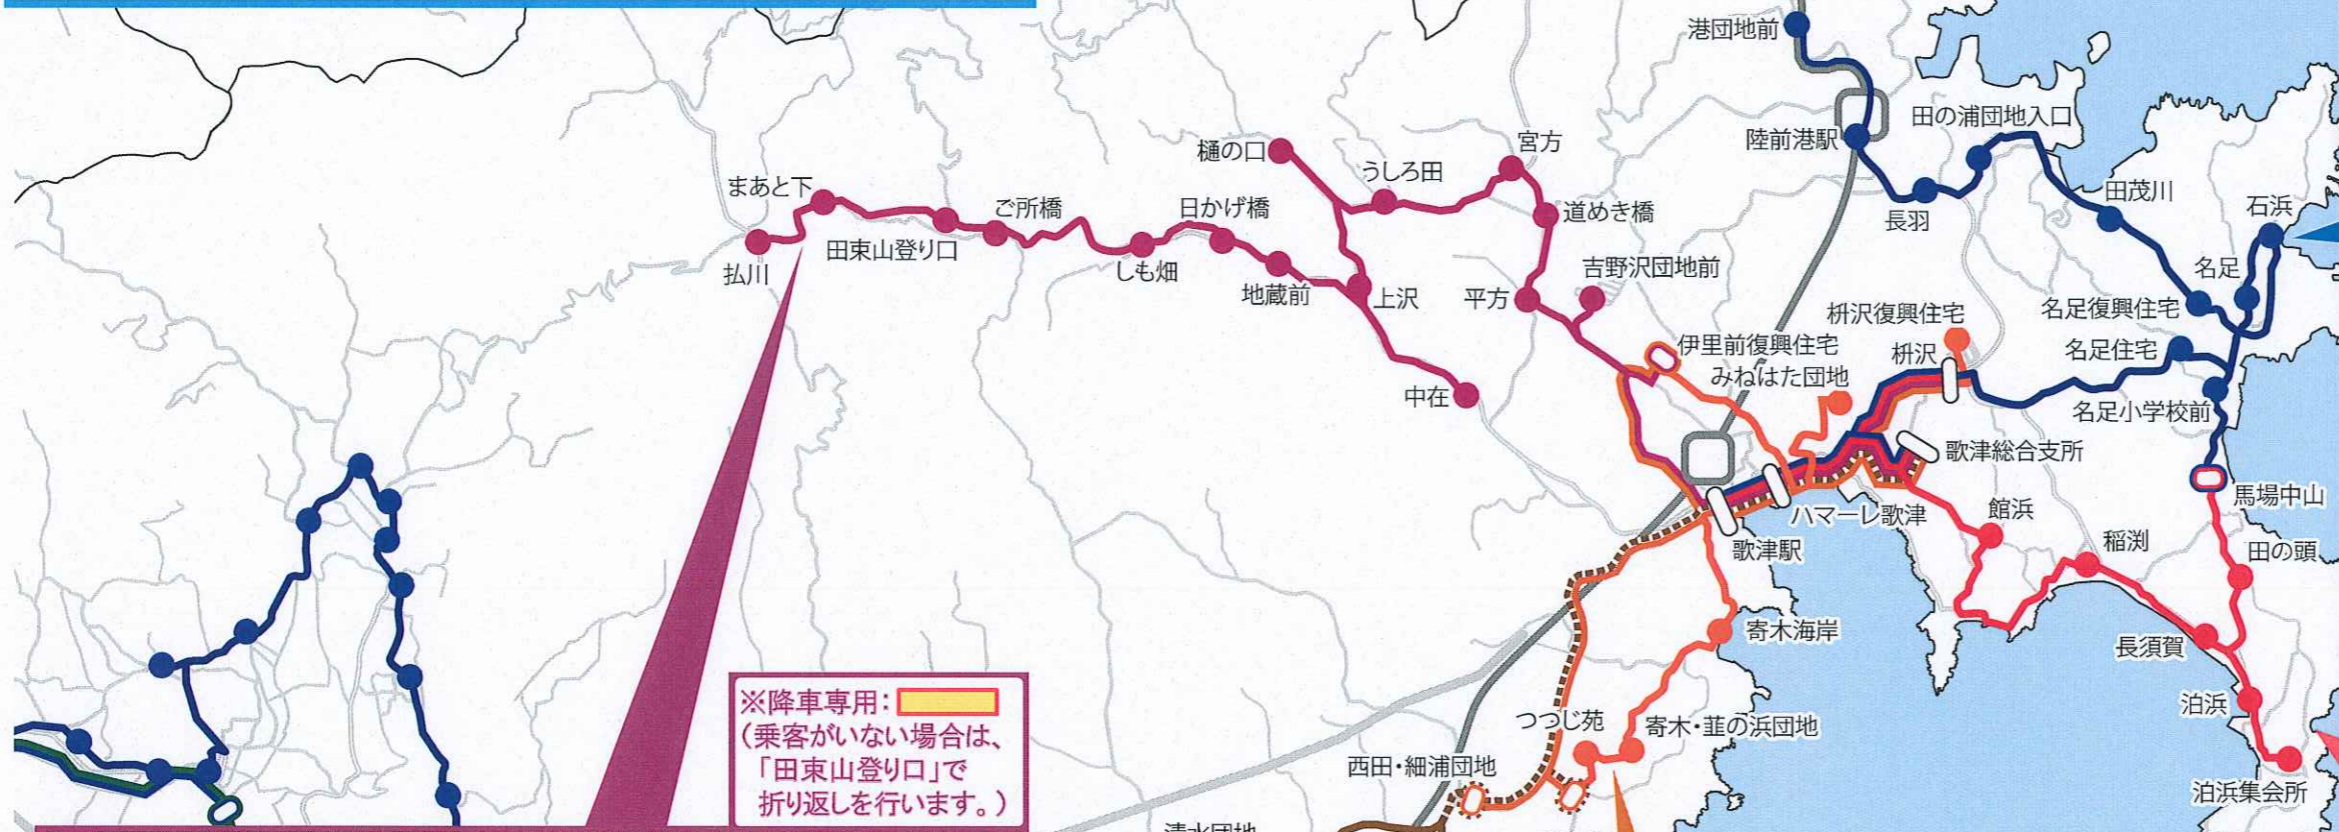 港団地前
陸前港駅
田の浦団地入口
長羽
田茂川
石浜
名足
名足復興住宅
名足住宅
名足小学校前
馬場中山
田の頭
稲渕
長須賀
泊浜
泊浜集会所
館浜
樋の口
うしろ田
宮方
道めき橋
平方
吉野沢団地前
まあと下
払川
田束山登り口
ご所橋
しも畑
日かげ橋
地蔵前
上沢
中在
伊里前復興住宅
みねはた団地
枡沢復興住宅
枡沢
歌津総合支所
ハマーレ歌津
歌津駅
寄木海岸
つつじ苑
寄木・韮の浜団地
西田・細浦団地
清水団地
※降車専用:
(乗客がいない場合は、
「田束山登り口」で
折り返しを行います。)